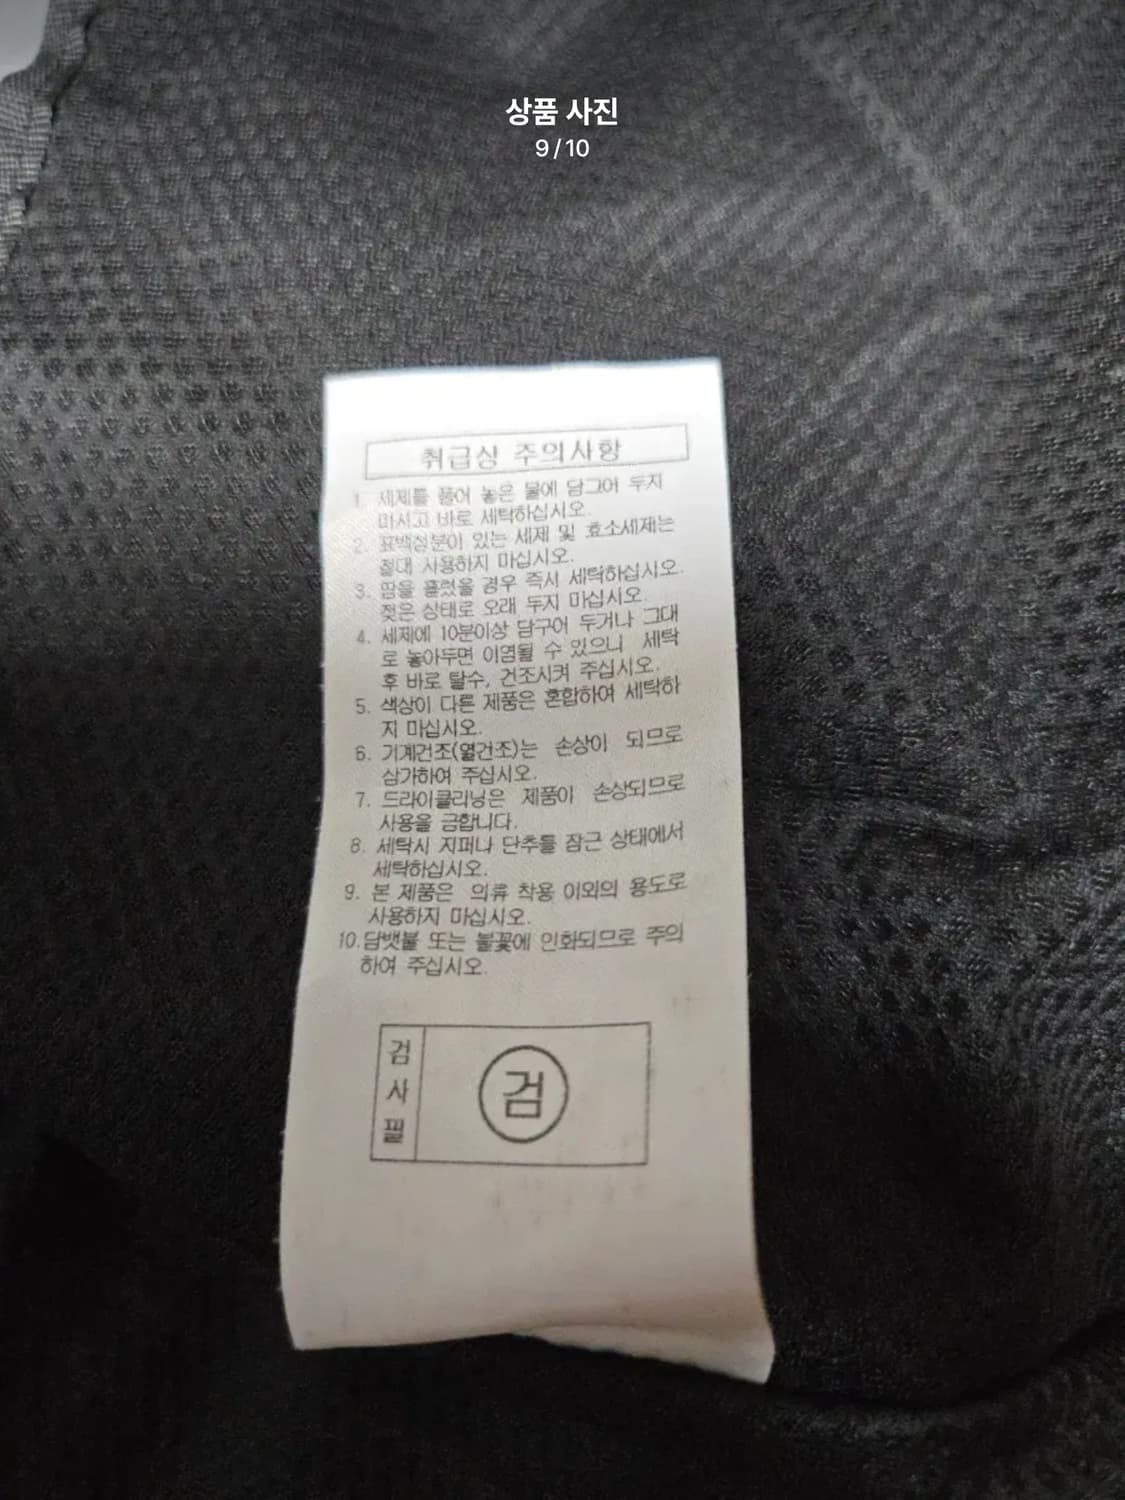 상품 사진
9/10
취급상 주의사항
1. 세제를 풀어 놓은 물에 담그어 두지
마시고 바로 세탁하십시오.
2. 표백성분이 있는 세제 및 효소세제는
절대 사용하지 마십시오.
3. 땀을 흘렸을 경우 즉시 세탁하십시오.
젖은 상태로 오래 두지 마십시오.
4. 세제에 10분이상 담구어 두거나 그대
로 놓아두면 이염될 수 있으니 세탁
후 바로 탈수, 건조시켜 주십시오.
5. 색상이 다른 제품은 혼합하여 세탁하
지 마십시오.
6. 기계건조(열건조)는 손상이 되므로
삼가하여 주십시오.
7. 드라이클리닝은 제품이 손상되므로
사용을 금합니다.
8. 세탁시 지퍼나 단추를 잠근 상태에서
세탁하십시오.
9. 본 제품은 의류 착용 이외의 용도로
사용하지 마십시오.
10.담뱃불 또는 불꽃에 인화되므로 주의
하여 주십시오.
검사필
검